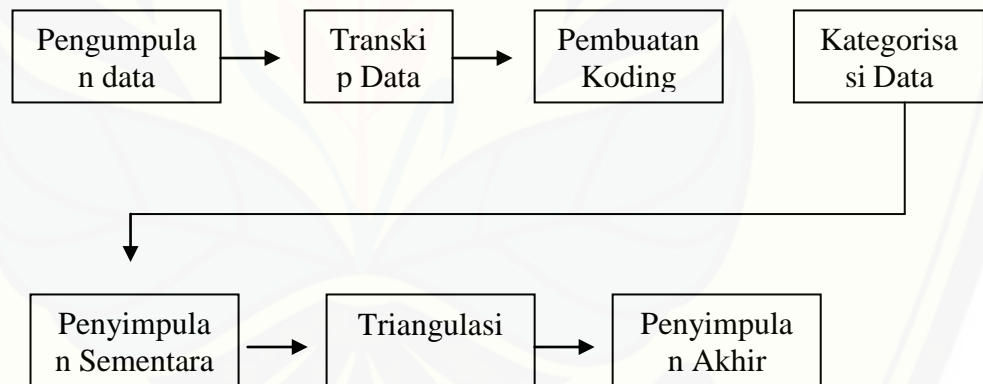 Pengumpula
n data
Transki
p Data
Pembuatan
Koding
Kategorisa
si Data
Penyimpula
n Sementara
Triangulasi
Penyimpula
n Akhir